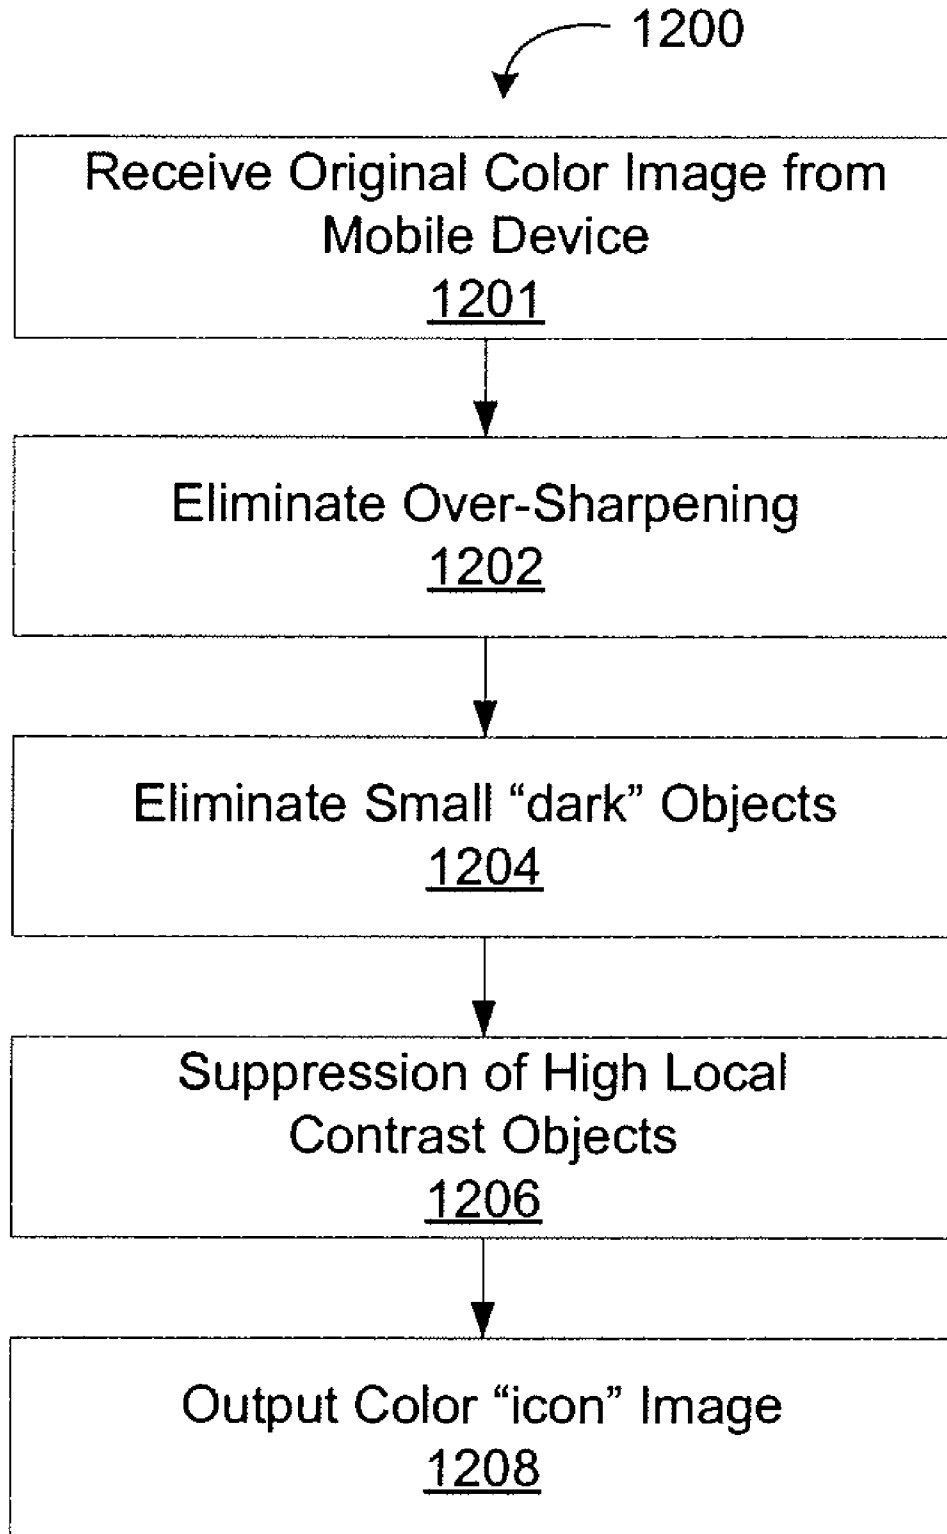 1200
Receive Original Color Image from
Mobile Device
1201
Eliminate Over-Sharpening
1202
Eliminate Small “dark” Objects
1204
Suppression of High Local
Contrast Objects
1206
Output Color “icon” Image
1208